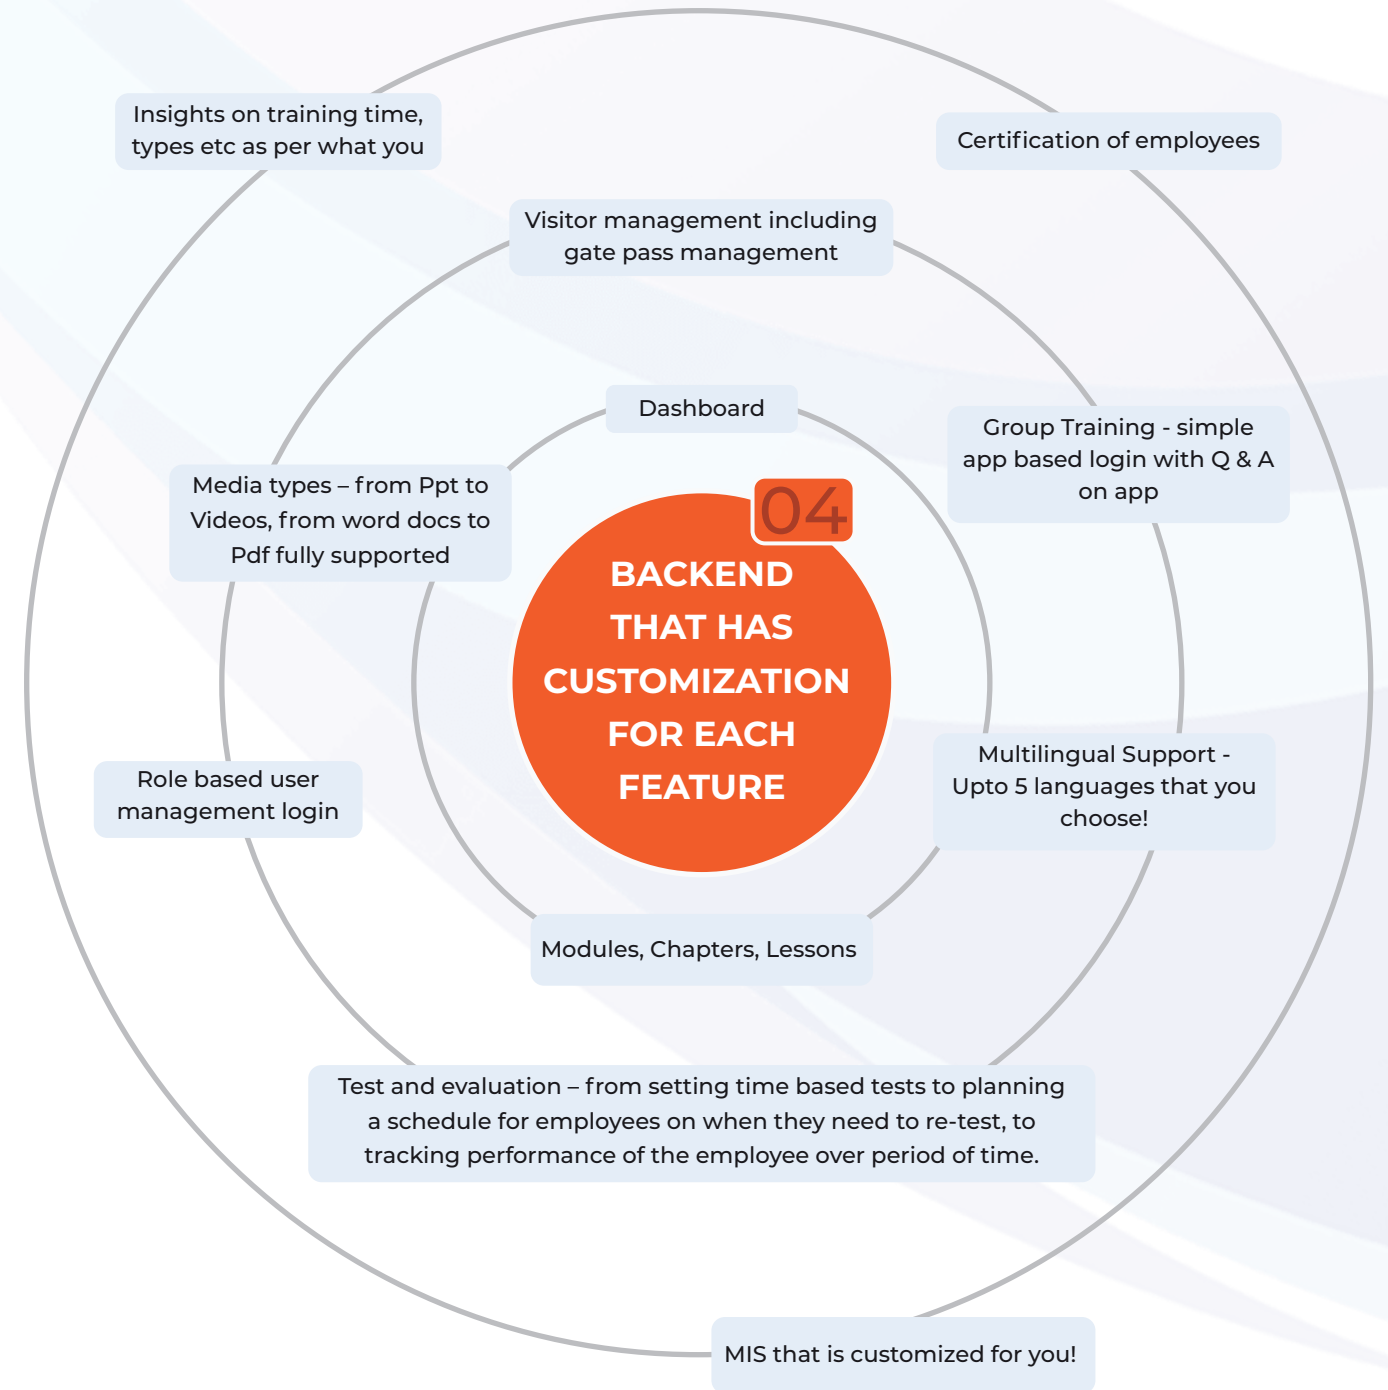 Insights on training time,
types etc as per what you
Certification of employees
Visitor management including
gate pass management
Dashboard
Group Training - simple
app based login with Q & A
on app
Media types – from Ppt to
Videos, from word docs to
Pdf fully supported
04
BACKEND
THAT HAS
CUSTOMIZATION
FOR EACH
FEATURE
Role based user
management login
Multilingual Support -
Upto 5 languages that you
choose!
Modules, Chapters, Lessons
Test and evaluation – from setting time based tests to planning
a schedule for employees on when they need to re-test, to
tracking performance of the employee over period of time.
MIS that is customized for you!